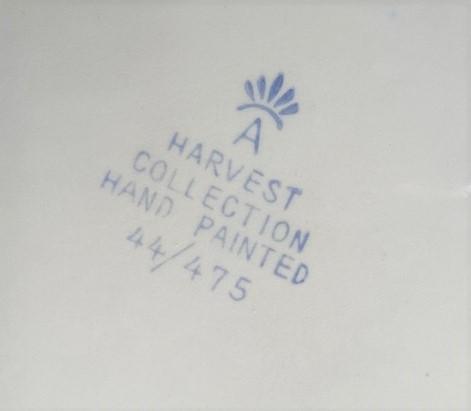 A
HARVEST
COLLECTION
HAND PAINTED
44/475